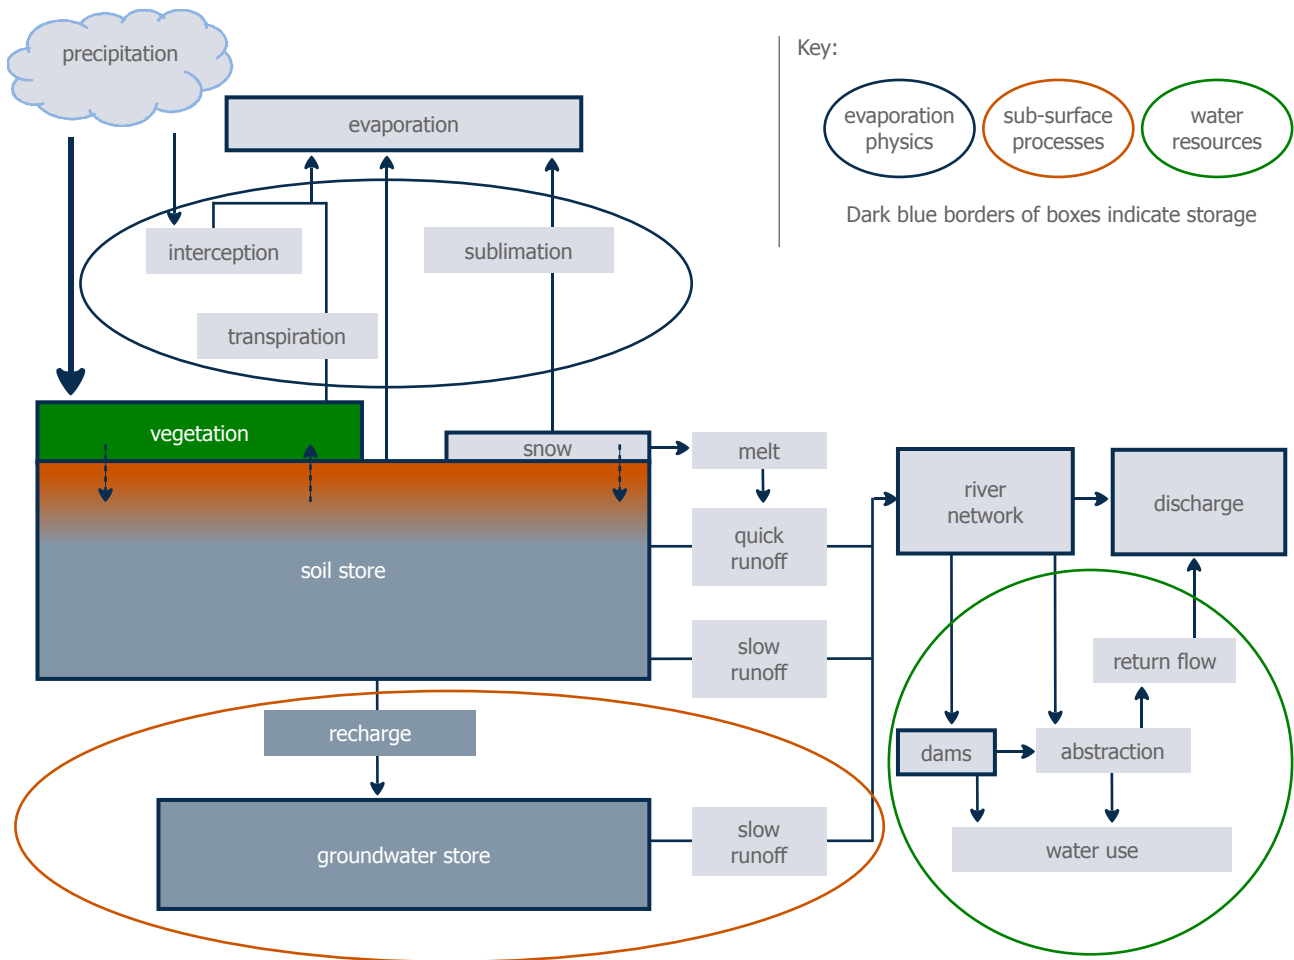 precipitation
Key:
evaporation
physics
sub-surface
processes
water
resources
Dark blue borders of boxes indicate storage
evaporation
interception
sublimation
transpiration
vegetation
snow
melt
river
network
discharge
quick
runoff
soil store
slow
runoff
return flow
recharge
dams
abstraction
groundwater store
slow
runoff
water use